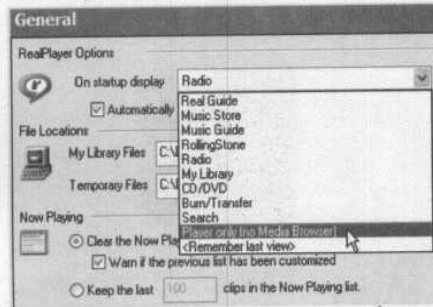 General
RealPlayer Options
On startup display Radio
Automatically
Real Guide
Music Store
Music Guide
RollingStone
Radio
My Library
CD/DVD
Burn/Transfer
Search
Player only (no Media Browser)
<Remember last view>
File Locations
My Library Files C:\
Temporary Files C:\
Now Playing
Clear the Now Pla
Warn if the previous list has been customized
Keep the last 100 clips in the Now Playing list.